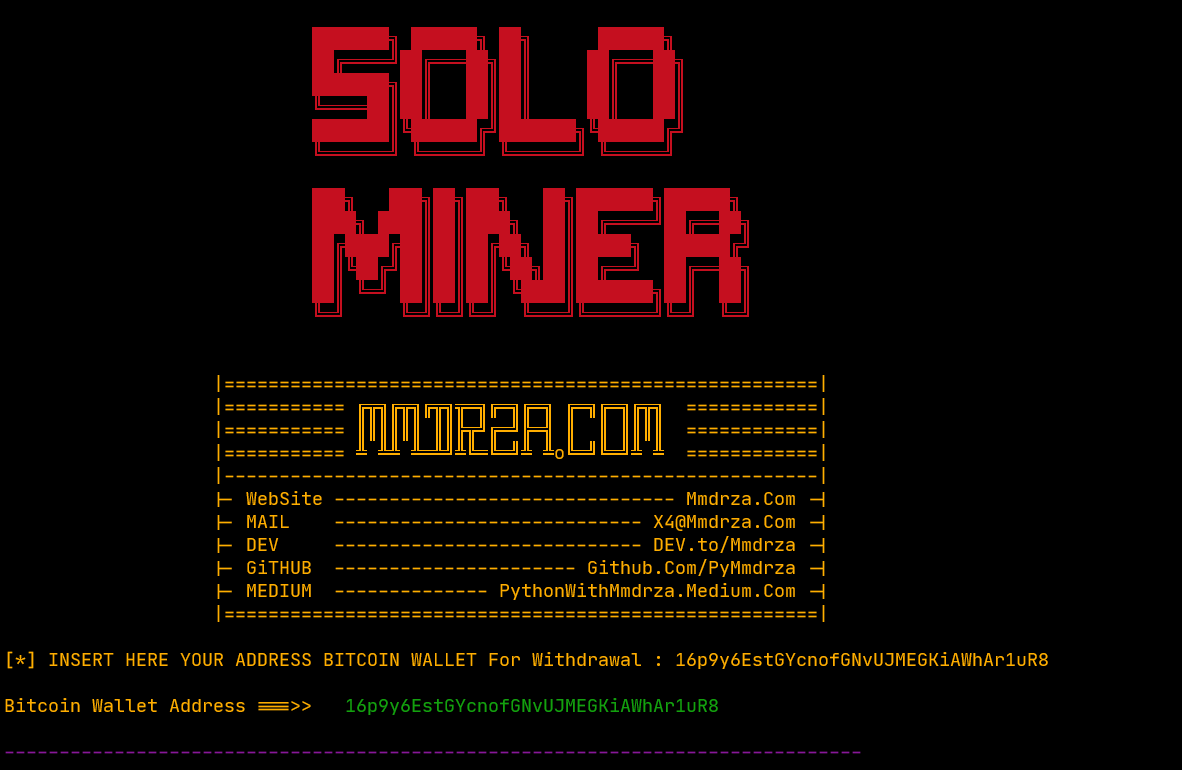 SOLO
MINER
|======================================================|
|=========== MMDRZA.COM ============|
|------------------------------------------------------|
├─ WebSite ------------------------------- Mmdrza.Com ─┤
├─ MAIL    ---------------------------- X4@Mmdrza.Com ─┤
├─ DEV     ---------------------------- DEV.to/Mmdrza ─┤
├─ GiTHUB  ---------------------- Github.Com/PyMmdrza ─┤
├─ MEDIUM  -------------- PythonWithMmdrza.Medium.Com ─┤
|======================================================|
[*] INSERT HERE YOUR ADDRESS BITCOIN WALLET For Withdrawal : 16p9y6EstGYcnofGNvUJMEGKiAWhAr1uR8
Bitcoin Wallet Address ===>>   16p9y6EstGYcnofGNvUJMEGKiAWhAr1uR8
------------------------------------------------------------------------------